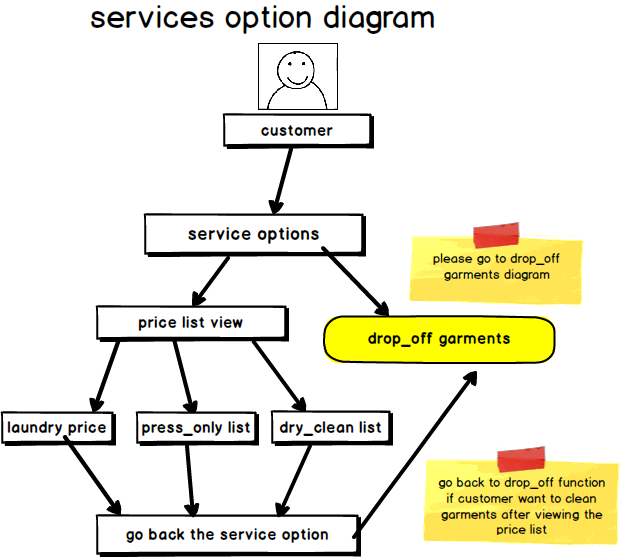 services option diagram
customer
service options
please go to drop_off
garments diagram
price list view
drop_off garments
laundry price
press_only list
dry_clean list
go back to drop_off function
if customer want to clean
garments after viewing the
price list
go back the service option